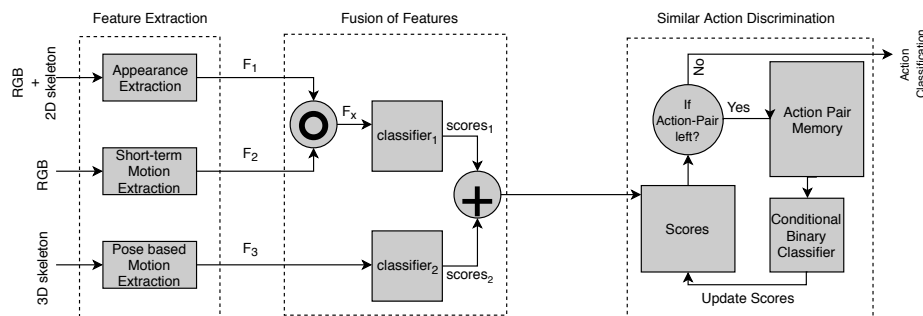 Feature Extraction
Fusion of Features
Similar Action Discrimination
RGB
+
2D skeleton
Appearance
Extraction
F1
RGB
Short-term
Motion
Extraction
F2
3D skeleton
Pose based
Motion
Extraction
F3
Fx
classifier1
scores1
+
classifier2
scores2
Scores
If
Action-Pair
left?
No
Yes
Action Pair
Memory
Conditional
Binary
Classifier
Update Scores
Action
Classification